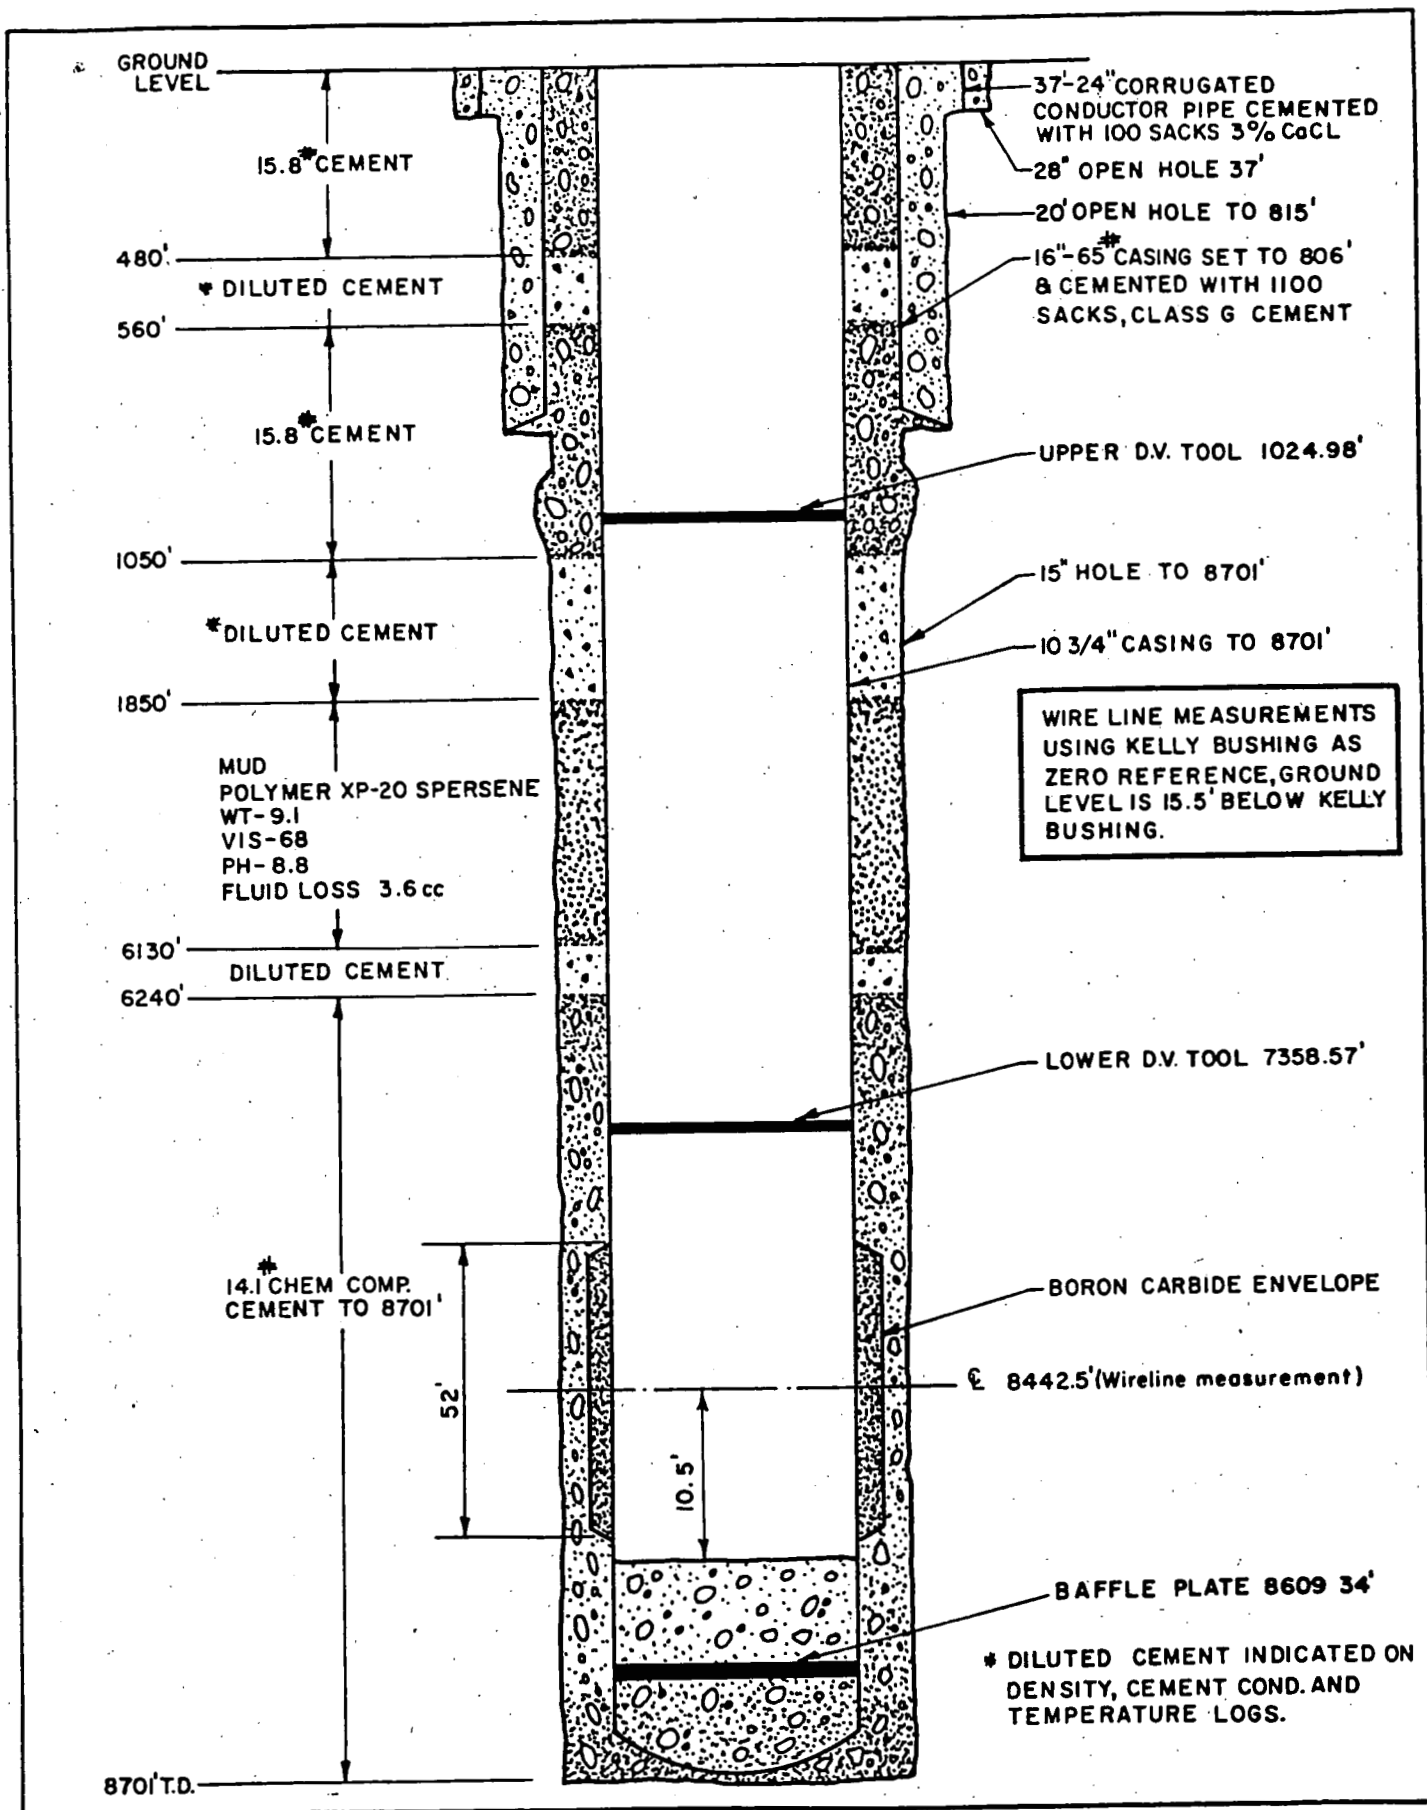 GROUND
LEVEL
15.8# CEMENT
480'
* DILUTED CEMENT
560'
15.8# CEMENT
1050'
* DILUTED CEMENT
1850'
MUD
POLYMER XP-20 SPERSENE
WT-9.1
VIS-68
PH-8.8
FLUID LOSS 3.6 cc
6130'
DILUTED CEMENT
6240'
14.1# CHEM COMP.
CEMENT TO 8701'
52'
10.5'
8701' T.D.
37'-24" CORRUGATED
CONDUCTOR PIPE CEMENTED
WITH 100 SACKS 3% CaCL
28" OPEN HOLE 37'
20' OPEN HOLE TO 815'
16"-65# CASING SET TO 806'
& CEMENTED WITH 1100
SACKS, CLASS G CEMENT
UPPER D.V. TOOL 1024.98'
15" HOLE TO 8701'
10 3/4" CASING TO 8701'
WIRE LINE MEASUREMENTS
USING KELLY BUSHING AS
ZERO REFERENCE, GROUND
LEVEL IS 15.5' BELOW KELLY
BUSHING.
LOWER D.V. TOOL 7358.57'
BORON CARBIDE ENVELOPE
℄ 8442.5' (Wireline measurement)
BAFFLE PLATE 8609 34'
* DILUTED CEMENT INDICATED ON
DENSITY, CEMENT COND. AND
TEMPERATURE LOGS.